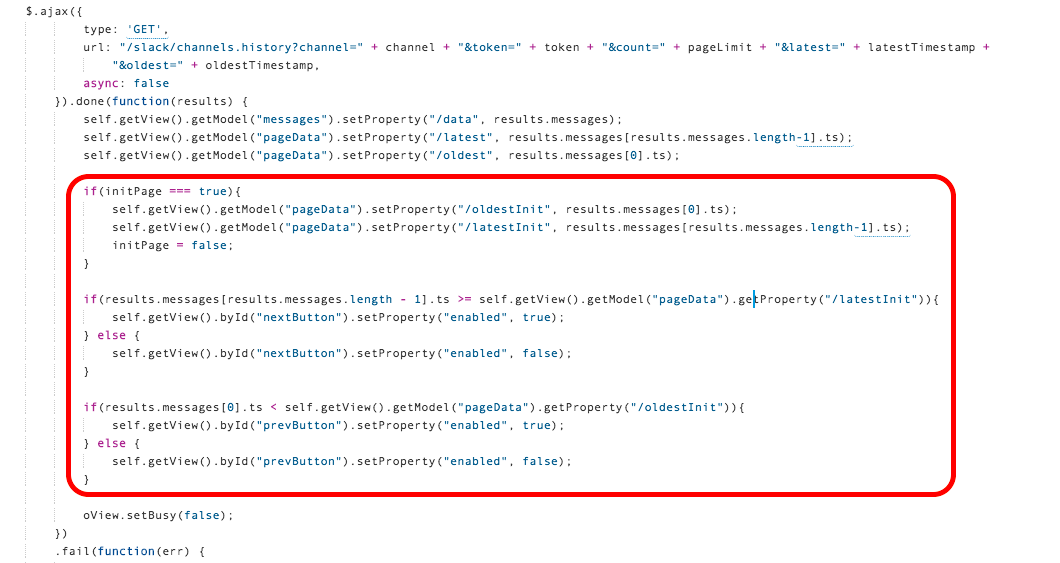 $.ajax({
type: 'GET',
url: "/slack/channels.history?channel=" + channel + "&token=" + token + "&count=" + pageLimit + "&latest=" + latestTimestamp +
"&oldest=" + oldestTimestamp,
async: false
}).done(function(results) {
self.getView().getModel("messages").setProperty("/data", results.messages);
self.getView().getModel("pageData").setProperty("/latest", results.messages[results.messages.length-1].ts);
self.getView().getModel("pageData").setProperty("/oldest", results.messages[0].ts);
if(initPage === true){
self.getView().getModel("pageData").setProperty("/oldestInit", results.messages[0].ts);
self.getView().getModel("pageData").setProperty("/latestInit", results.messages[results.messages.length-1].ts);
initPage = false;
}
if(results.messages[results.messages.length - 1].ts >= self.getView().getModel("pageData").getProperty("/latestInit")){
self.getView().byId("nextButton").setProperty("enabled", true);
} else {
self.getView().byId("nextButton").setProperty("enabled", false);
}
if(results.messages[0].ts < self.getView().getModel("pageData").getProperty("/oldestInit")){
self.getView().byId("prevButton").setProperty("enabled", true);
} else {
self.getView().byId("prevButton").setProperty("enabled", false);
}
oView.setBusy(false);
})
.fail(function(err) {